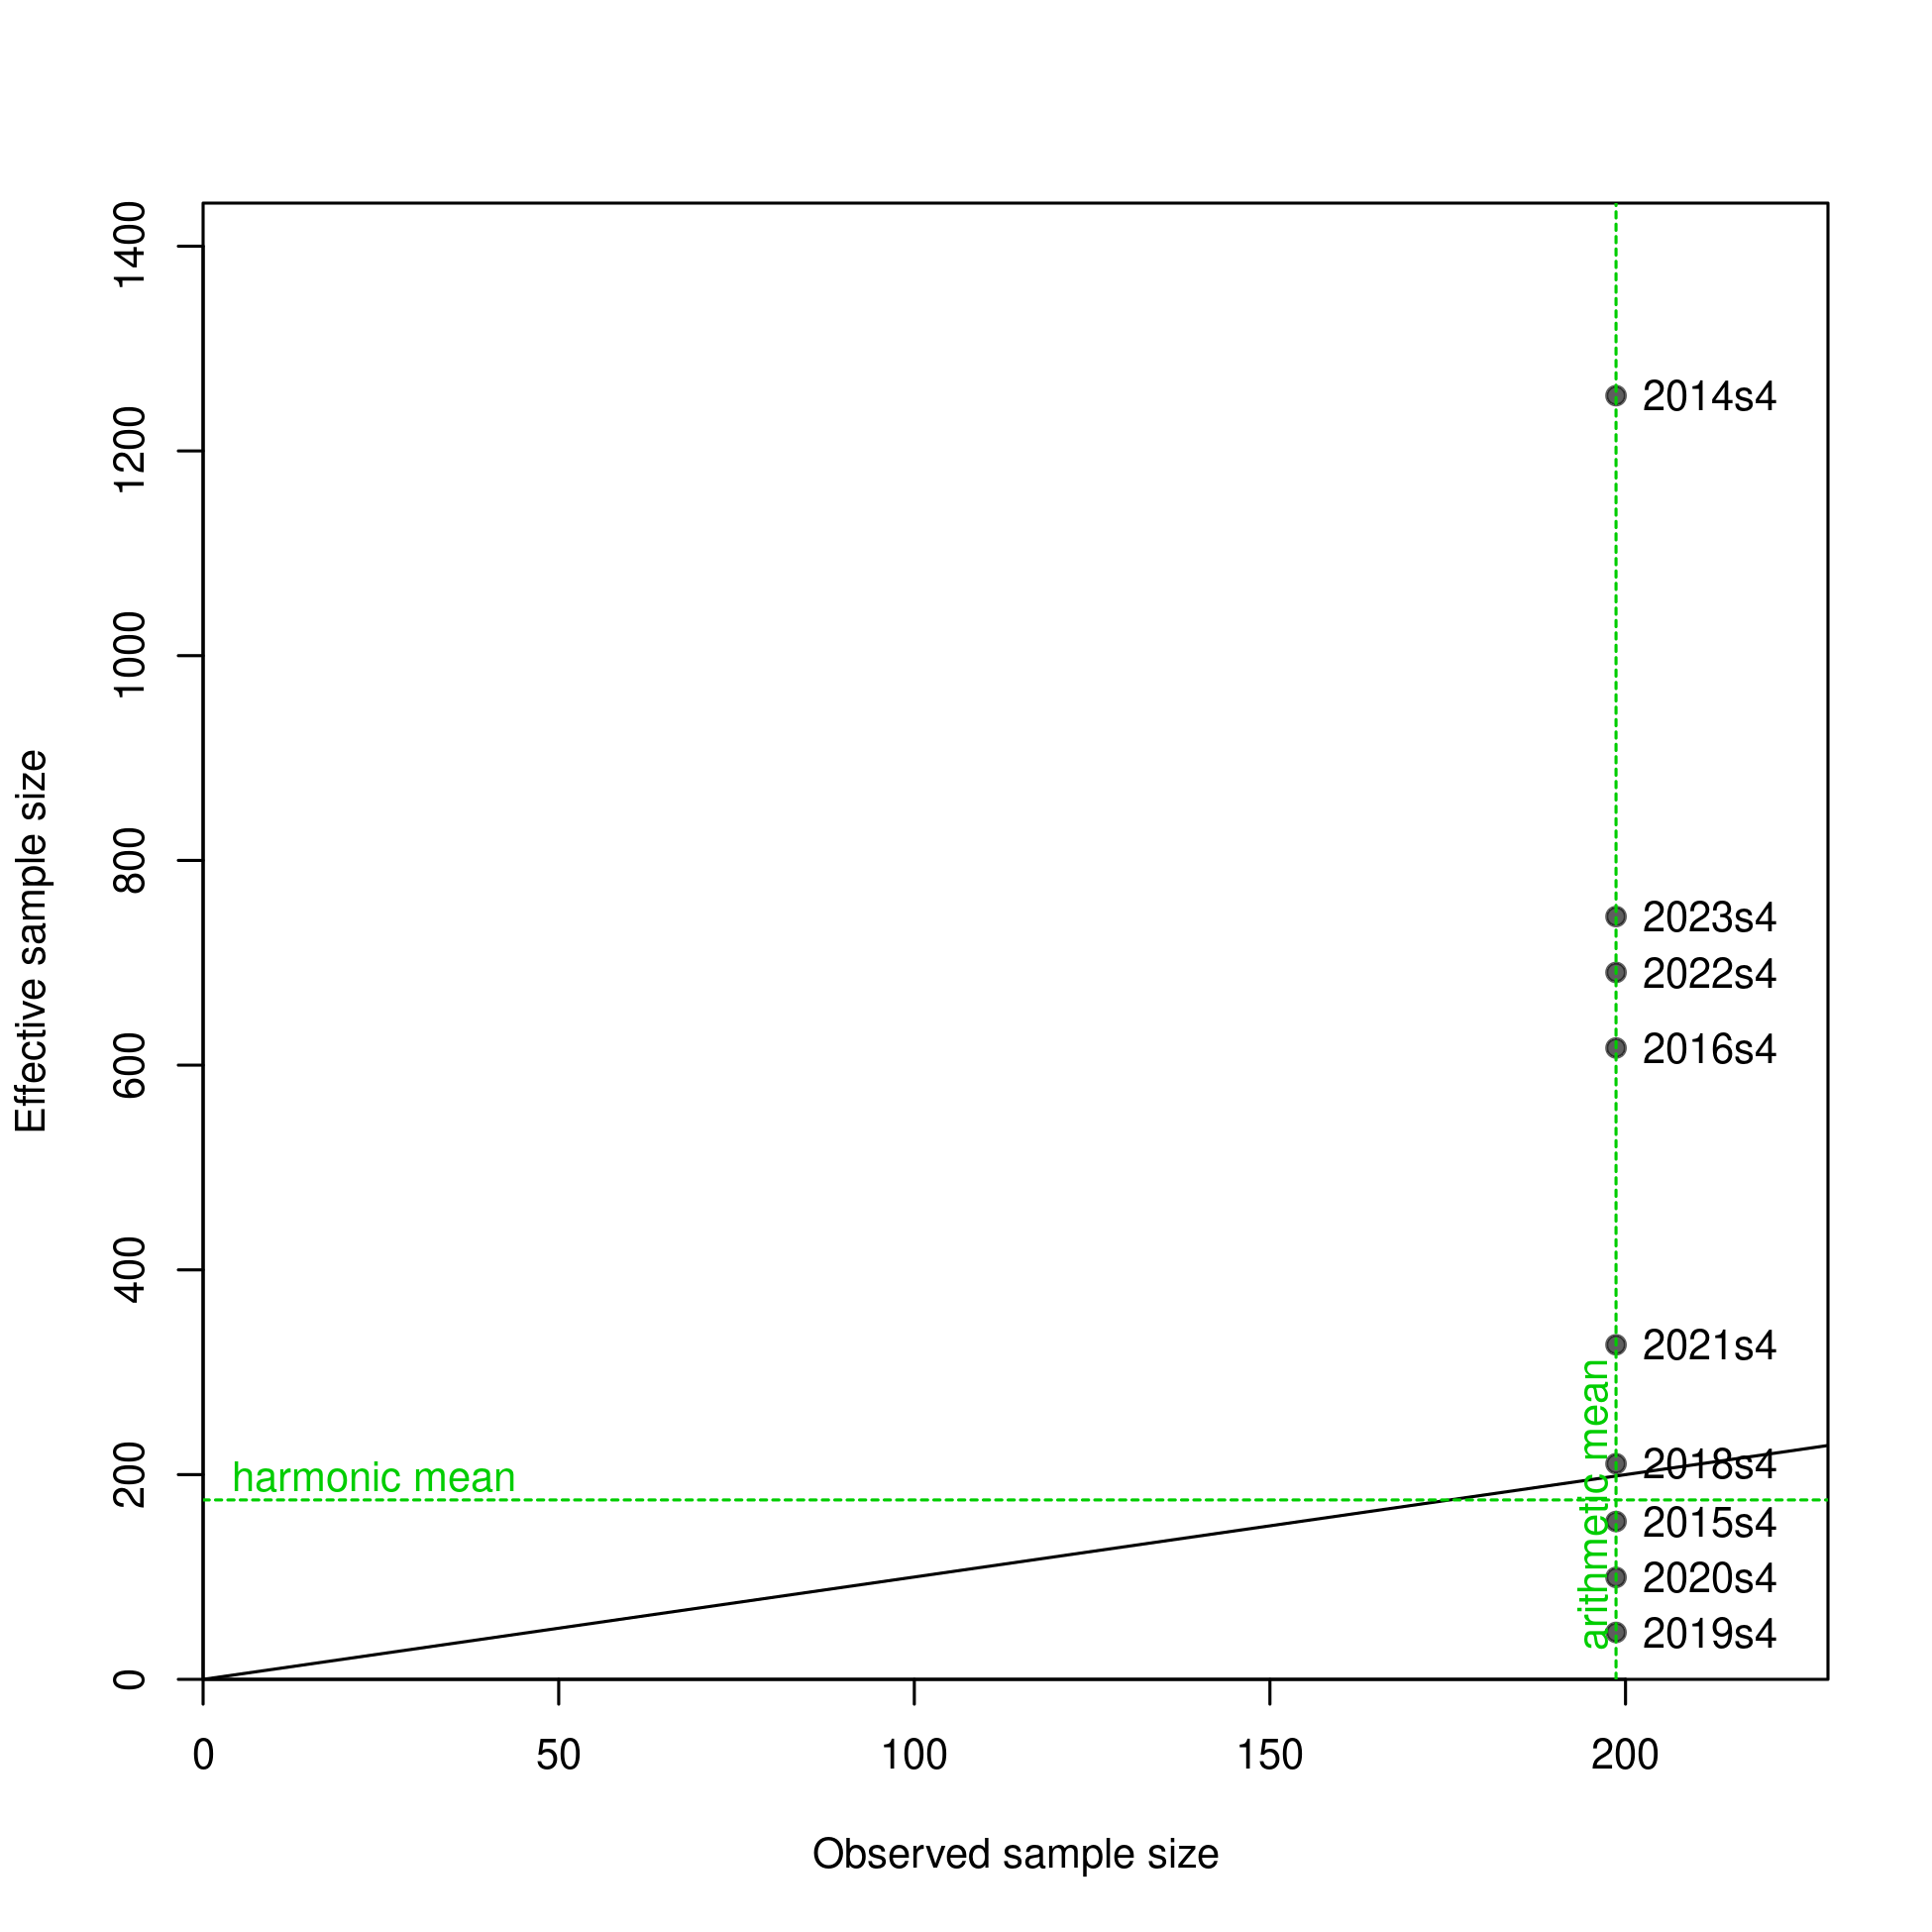 1400
1200
1000
800
600
400
200
0
Effective sample size
2014s4
2023s4
2022s4
2016s4
2021s4
2018s4
2015s4
2020s4
2019s4
harmonic mean
arithmetic mean
0 50 100 150 200
Observed sample size